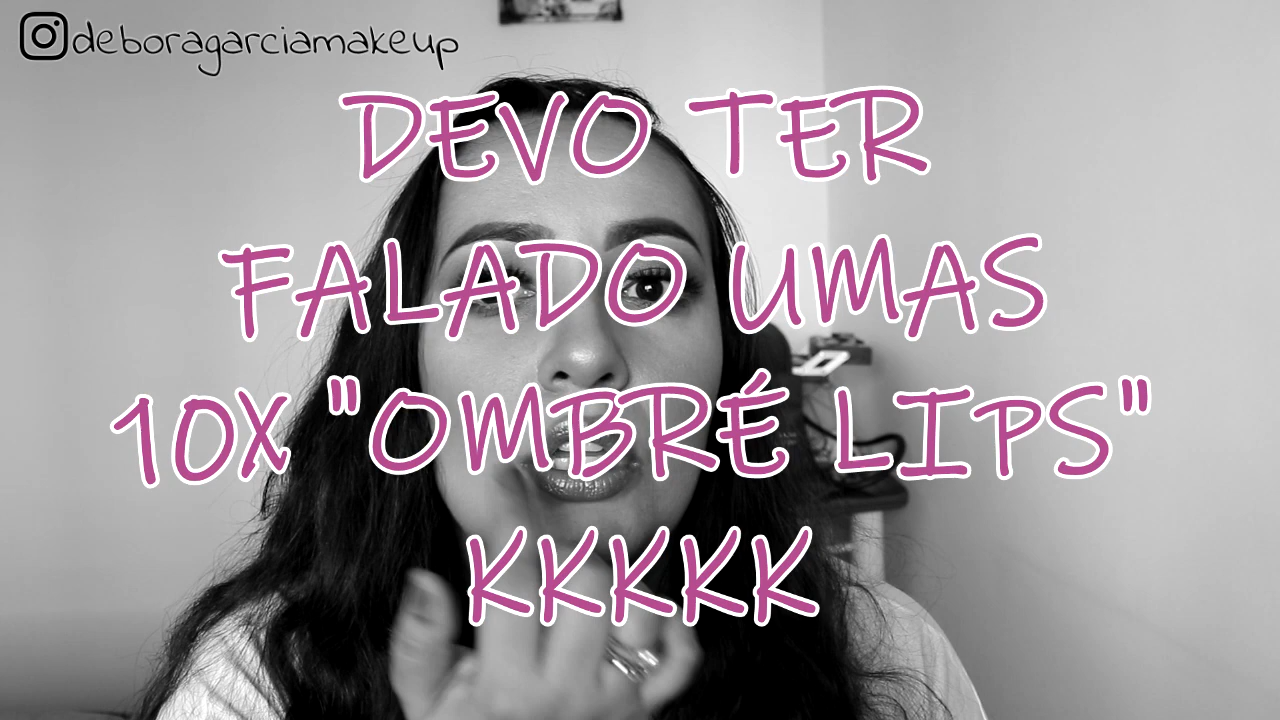 deboragarciamakeup
DEVO TER
FALADO UMAS
10X "OMBRÉ LIPS"
KKKKK